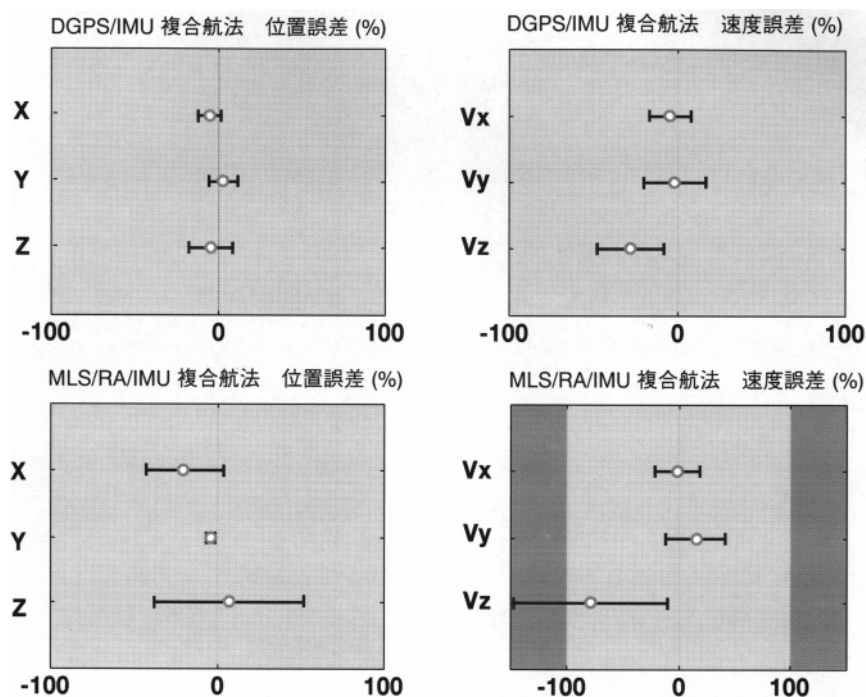 DGPS/IMU 複合航法 位置誤差 (%)
X
Y
Z
-100 0 100
DGPS/IMU 複合航法 速度誤差 (%)
Vx
Vy
Vz
-100 0 100
MLS/RA/IMU 複合航法 位置誤差 (%)
X
Y
Z
-100 0 100
MLS/RA/IMU 複合航法 速度誤差 (%)
Vx
Vy
Vz
-100 0 100